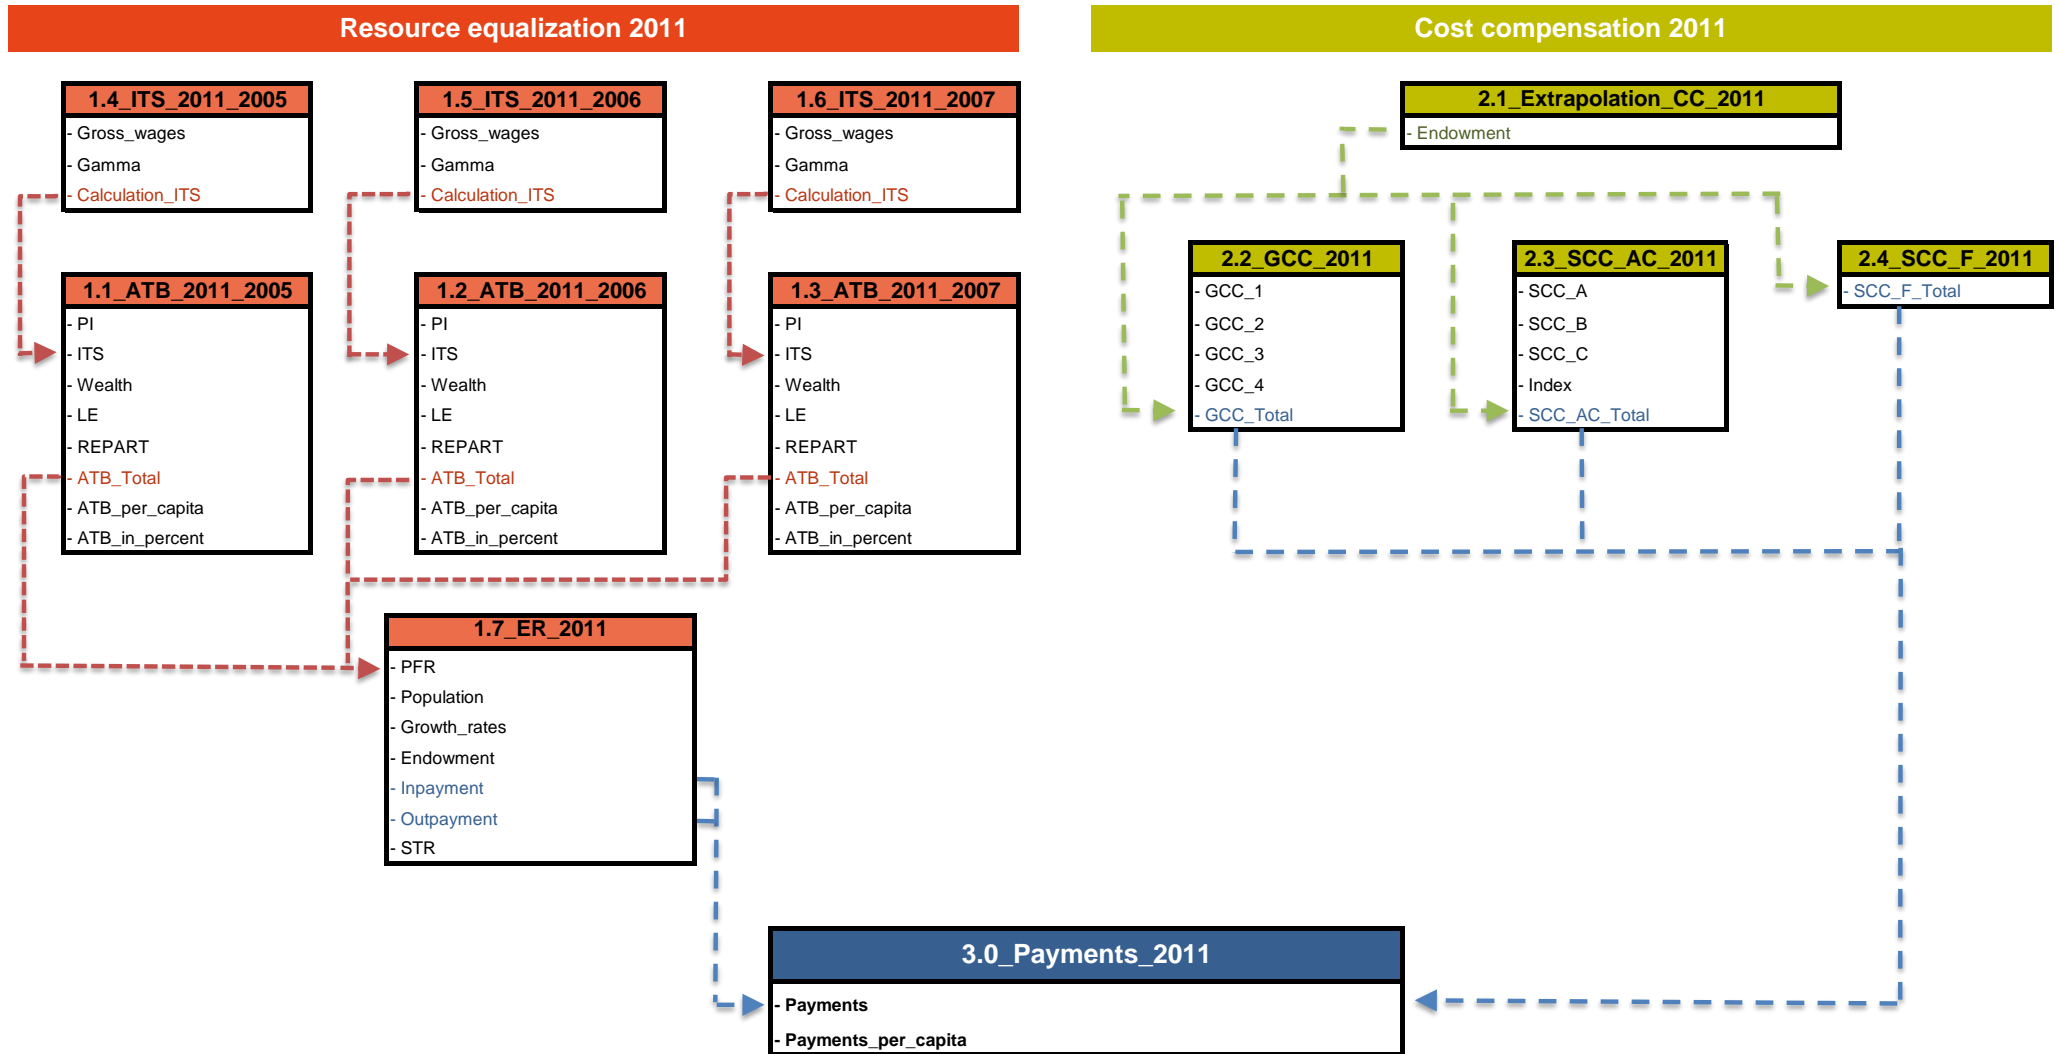 Resource equalization 2011
Cost compensation 2011
1.4_ITS_2011_2005
- Gross_wages
- Gamma
- Calculation_ITS
1.5_ITS_2011_2006
- Gross_wages
- Gamma
- Calculation_ITS
1.6_ITS_2011_2007
- Gross_wages
- Gamma
- Calculation_ITS
2.1_Extrapolation_CC_2011
- Endowment
1.1_ATB_2011_2005
- PI
- ITS
- Wealth
- LE
- REPART
- ATB_Total
- ATB_per_capita
- ATB_in_percent
1.2_ATB_2011_2006
- PI
- ITS
- Wealth
- LE
- REPART
- ATB_Total
- ATB_per_capita
- ATB_in_percent
1.3_ATB_2011_2007
- PI
- ITS
- Wealth
- LE
- REPART
- ATB_Total
- ATB_per_capita
- ATB_in_percent
2.2_GCC_2011
- GCC_1
- GCC_2
- GCC_3
- GCC_4
- GCC_Total
2.3_SCC_AC_2011
- SCC_A
- SCC_B
- SCC_C
- Index
- SCC_AC_Total
2.4_SCC_F_2011
- SCC_F_Total
1.7_ER_2011
- PFR
- Population
- Growth_rates
- Endowment
- Inpayment
- Outpayment
- STR
3.0_Payments_2011
- Payments
- Payments_per_capita